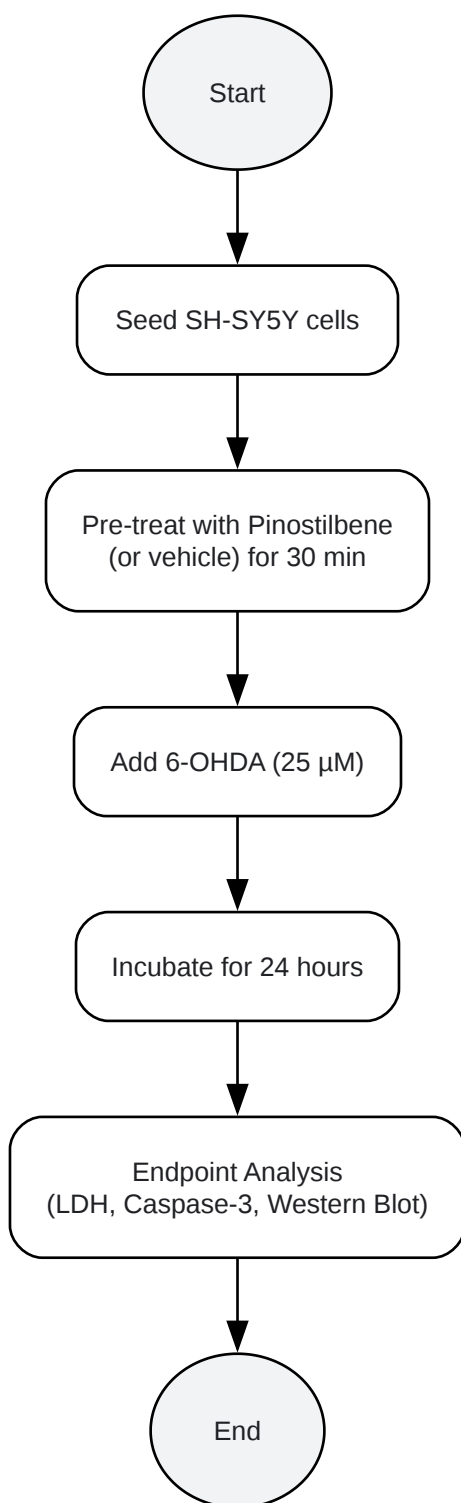 Start
Seed SH-SY5Y cells
Pre-treat with Pinostilbene
(or vehicle) for 30 min
Add 6-OHDA (25 µM)
Incubate for 24 hours
Endpoint Analysis
(LDH, Caspase-3, Western Blot)
End